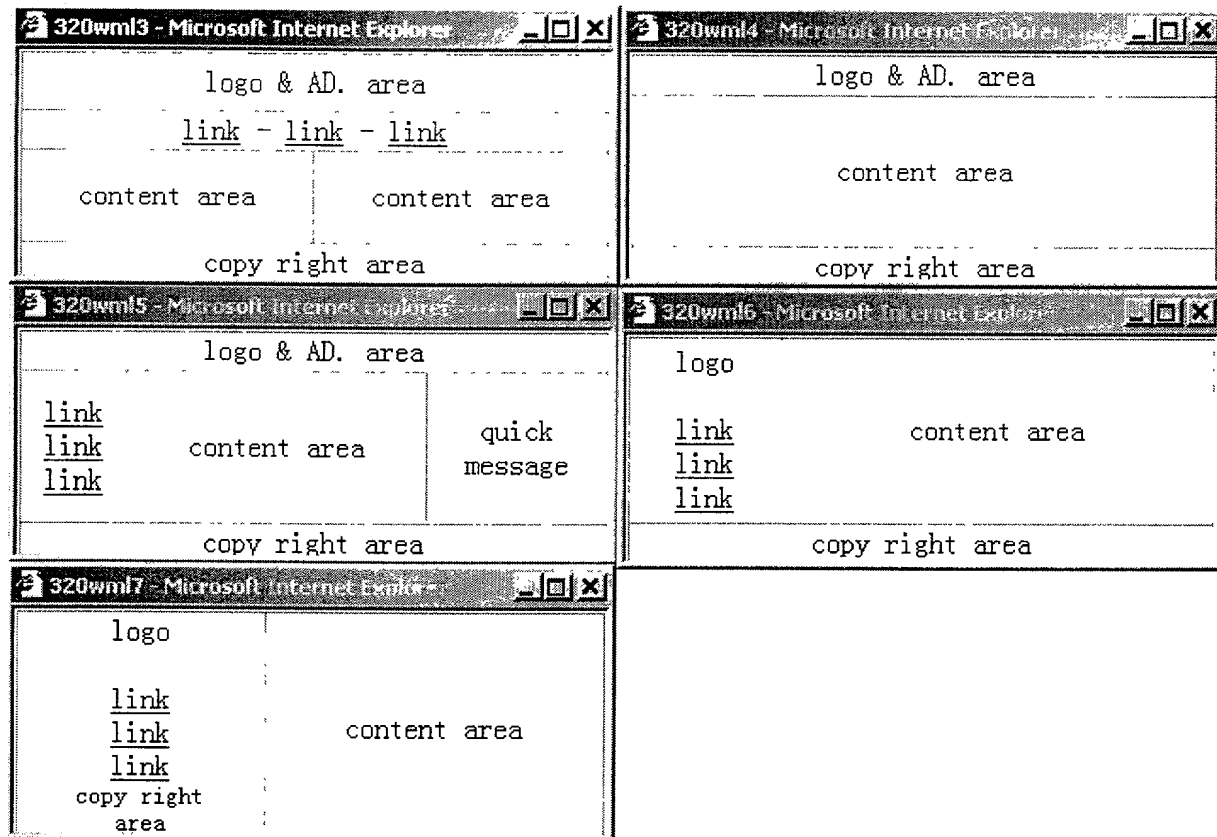 320wml3 - Microsoft Internet Explorer
logo & AD. area
link - link - link
content area
content area
copy right area
320wml4 - Microsoft Internet Explorer
logo & AD. area
content area
copy right area
320wml5 - Microsoft Internet Explorer
logo & AD. area
link
link
link
content area
quick
message
copy right area
320wml6 - Microsoft Internet Explorer
logo
link
link
link
content area
copy right area
320wml7 - Microsoft Internet Explorer
logo
link
link
link
copy right
area
content area